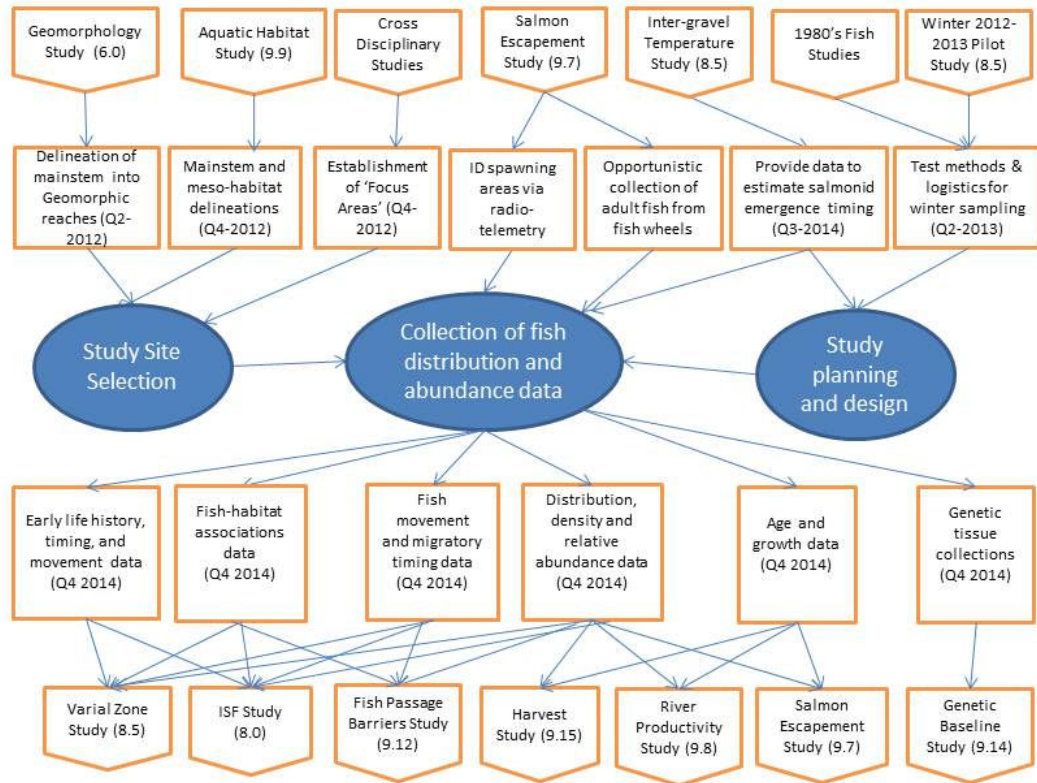 Geomorphology
Study (6.0)
Aquatic Habitat
Study (9.9)
Cross
Disciplinary
Studies
Salmon
Escapement
Study (9.7)
Inter-gravel
Temperature
Study (8.5)
1980's Fish
Studies
Winter 2012-
2013 Pilot
Study (8.5)
Delineation of
mainstem into
Geomorphic
reaches (Q2-
2012)
Mainstem and
meso-habitat
delineations
(Q4-2012)
Establishment
of 'Focus
Areas' (Q4-
2012)
ID spawning
areas via
radio-
telemetry
Opportunistic
collection of
adult fish from
fish wheels
Provide data to
estimate salmonid
emergence timing
(Q3-2014)
Test methods &
logistics for
winter sampling
(Q2-2013)
Study Site
Selection
Collection of fish
distribution and
abundance data
Study
planning
and design
Early life history,
timing, and
movement data
(Q4 2014)
Fish-habitat
associations
data
(Q4 2014)
Fish
movement
and migratory
timing data
(Q4 2014)
Distribution,
density and
relative
abundance data
(Q4 2014)
Age and
growth data
(Q4 2014)
Genetic
tissue
collections
(Q4 2014)
Varial Zone
Study (8.5)
ISF Study
(8.0)
Fish Passage
Barriers Study
(9.12)
Harvest
Study (9.15)
River
Productivity
Study (9.8)
Salmon
Escapement
Study (9.7)
Genetic
Baseline
Study (9.14)